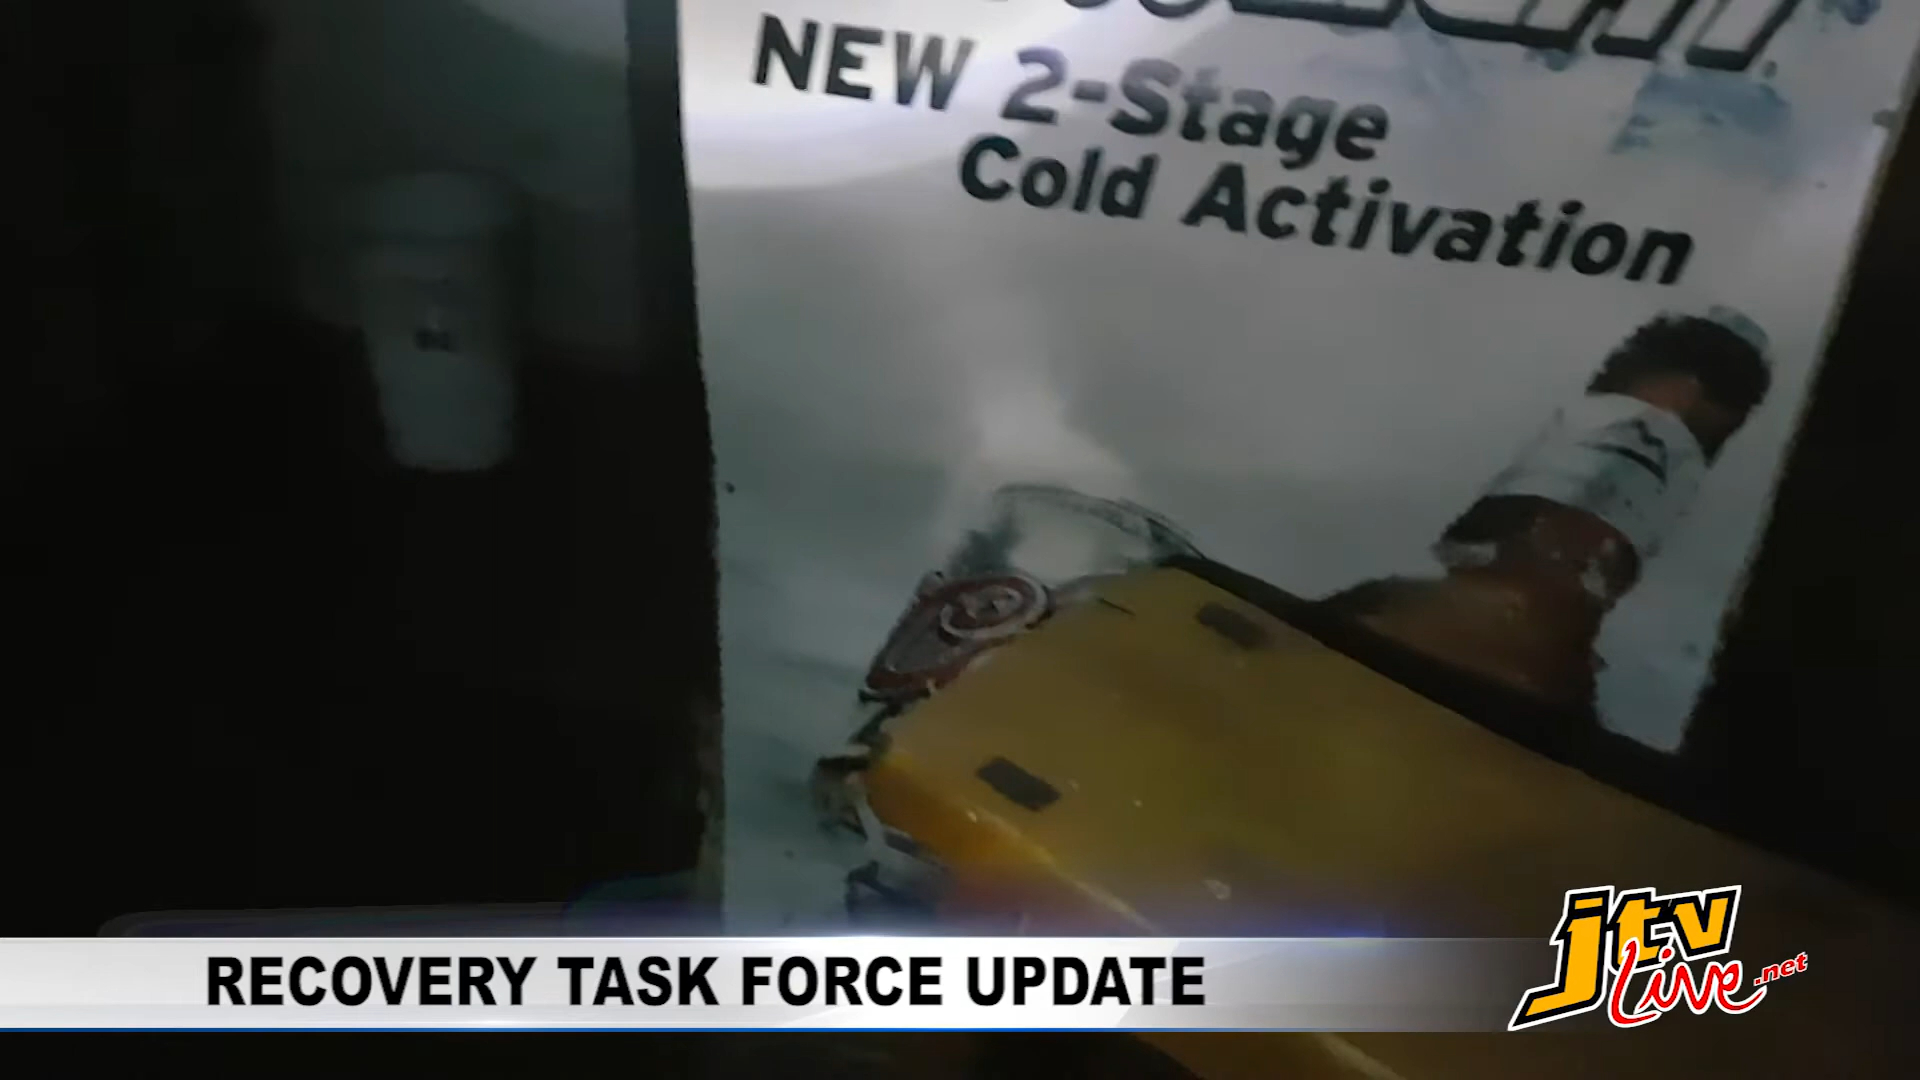 NEW 2-Stage
Cold Activation
RECOVERY TASK FORCE UPDATE
jtv
Live.net